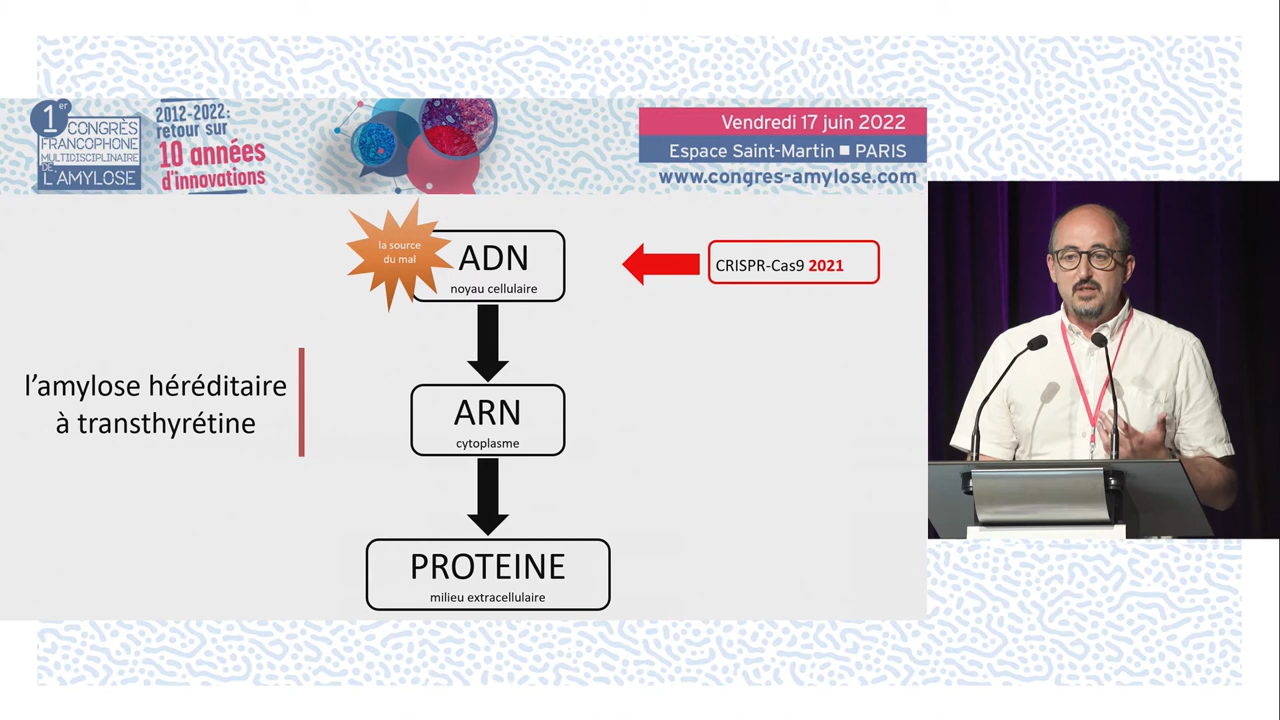 1er
CONGRÈS
FRANCOPHONE
MULTIDISCIPLINAIRE
DE
L'AMYLOSE
2012-2022:
retour sur
10 années
d'innovations
Vendredi 17 juin 2022
Espace Saint-Martin ■ PARIS
www.congres-amylose.com
la source
du mal
ADN
noyau cellulaire
CRISPR-Cas9 2021
l'amylose héréditaire
à transthyrétine
ARN
cytoplasme
PROTEINE
milieu extracellulaire